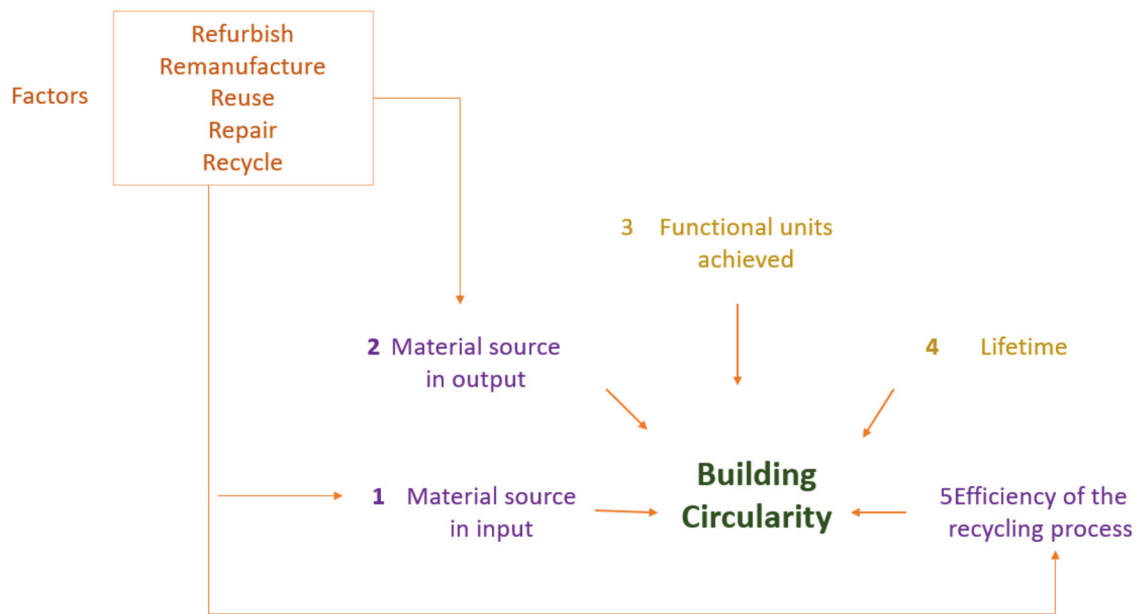 Refurbish
Remanufacture
Factors
Reuse
Repair
Recycle
3 Functional units
achieved
2 Material source
in output
4 Lifetime
Building
Circularity
1 Material source
in input
5Efficiency of the
recycling process